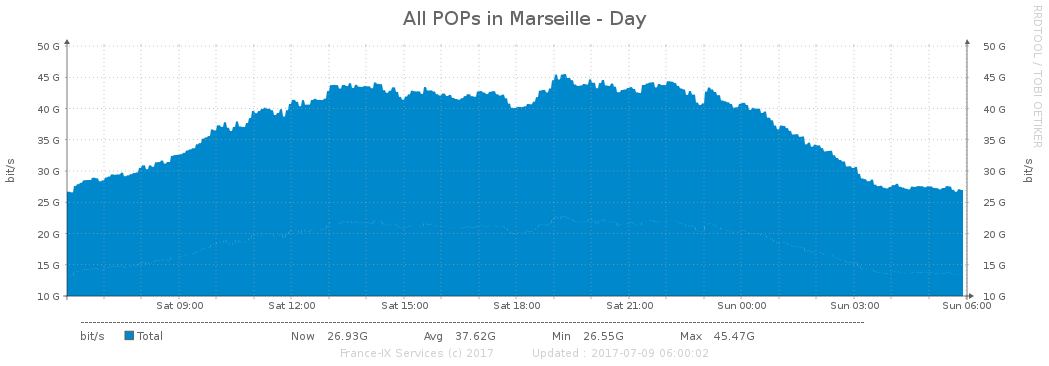 All POPs in Marseille - Day
RRDTOOL / TOBI OETIKER
50 G 50 G
45 G 45 G
40 G 40 G
35 G 35 G
30 G 30 G
25 G 25 G
20 G 20 G
15 G 15 G
10 G 10 G
bit/s bit/s
Sat 09:00 Sat 12:00 Sat 15:00 Sat 18:00 Sat 21:00 Sun 00:00 Sun 03:00 Sun 06:00
bit/s Total Now 26.93G Avg 37.62G Min 26.55G Max 45.47G
France-IX Services (c) 2017 Updated : 2017-07-09 06:00:02